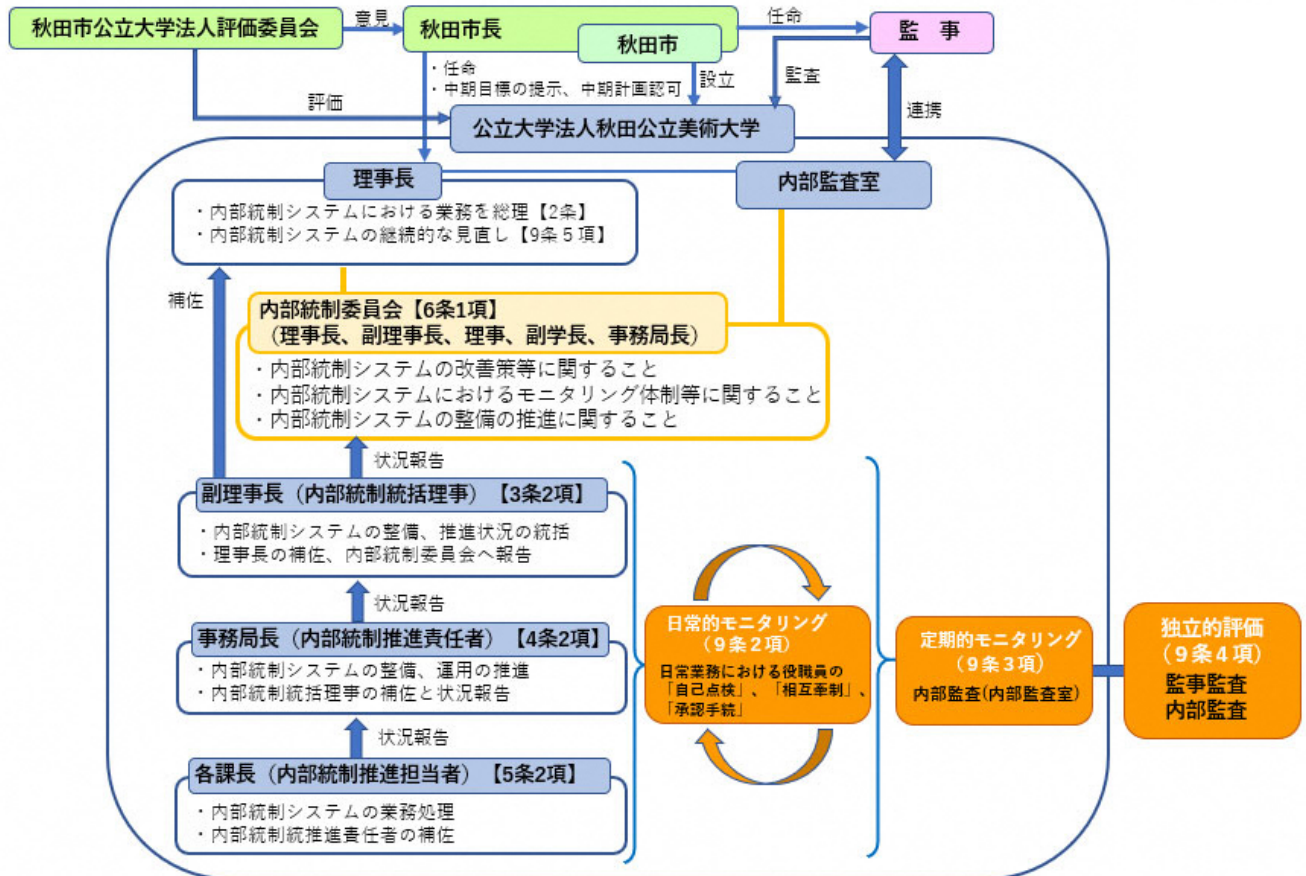 秋田市公立大学法人評価委員会
意見
秋田市長
秋田市
任命
監　事
・任命
・中期目標の提示、中期計画認可
設立
監査
評価
連携
公立大学法人秋田公立美術大学
理事長
内部監査室
・内部統制システムにおける業務を総理【2条】
・内部統制システムの継続的な見直し【9条５項】
補佐
内部統制委員会【6条1項】
（理事長、副理事長、理事、副学長、事務局長）
・内部統制システムの改善策等に関すること
・内部統制システムにおけるモニタリング体制等に関すること
・内部統制システムの整備の推進に関すること
状況報告
副理事長（内部統制統括理事）【3条2項】
・内部統制システムの整備、推進状況の統括
・理事長の補佐、内部統制委員会へ報告
状況報告
事務局長（内部統制推進責任者）【4条2項】
・内部統制システムの整備、運用の推進
・内部統制統括理事の補佐と状況報告
状況報告
各課長（内部統制推進担当者）【5条2項】
・内部統制システムの業務処理
・内部統制統推進責任者の補佐
日常的モニタリング
（９条２項）
日常業務における役職員の
「自己点検」、「相互牽制」、
「承認手続」
定期的モニタリング
（９条３項）
内部監査(内部監査室)
独立的評価
（９条４項）
監事監査
内部監査